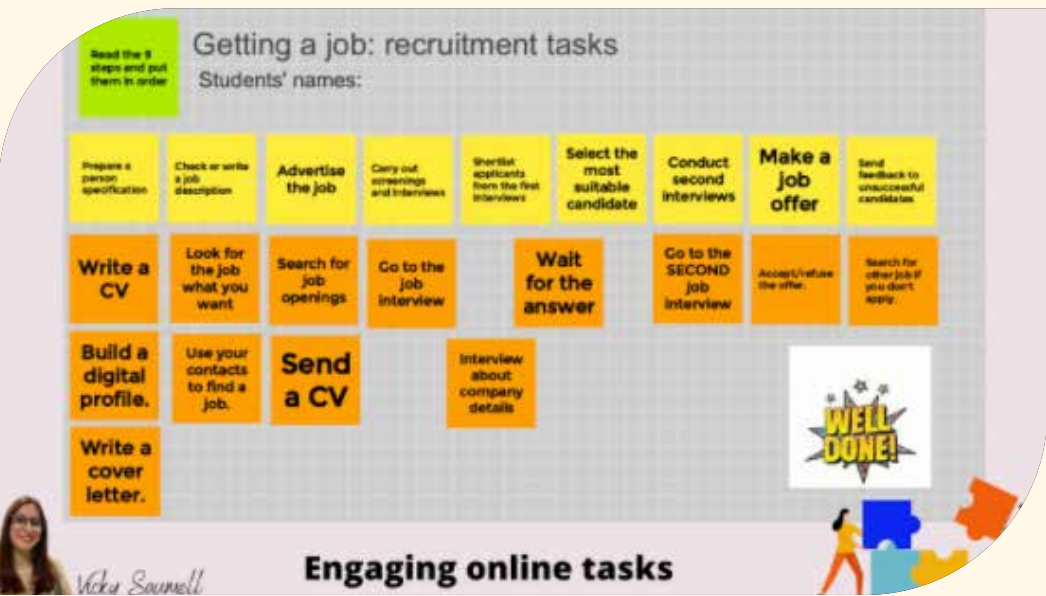 Read the 9
steps and put
them in order
Getting a job: recruitment tasks
Students' names:
Prepare a
person
specification
Check or write
a job
description
Advertise
the job
Carry out
screenings
and interviews
Shortlist
applicants
from the first
interviews
Select the
most
suitable
candidate
Conduct
second
interviews
Make a
job
offer
Send
feedback to
unsuccessful
candidates
Write a
CV
Look for
the job
what you
want
Search for
job
openings
Go to the
job
interview
Wait
for the
answer
Go to the
SECOND
job
interview
Accept/refuse
the offer.
Search for
other job if
you don't
apply.
Build a
digital
profile.
Use your
contacts
to find a
job.
Send
a CV
Interview
about
company
details
WELL
DONE!
Write a
cover
letter.
Vicky Saumell
Engaging online tasks